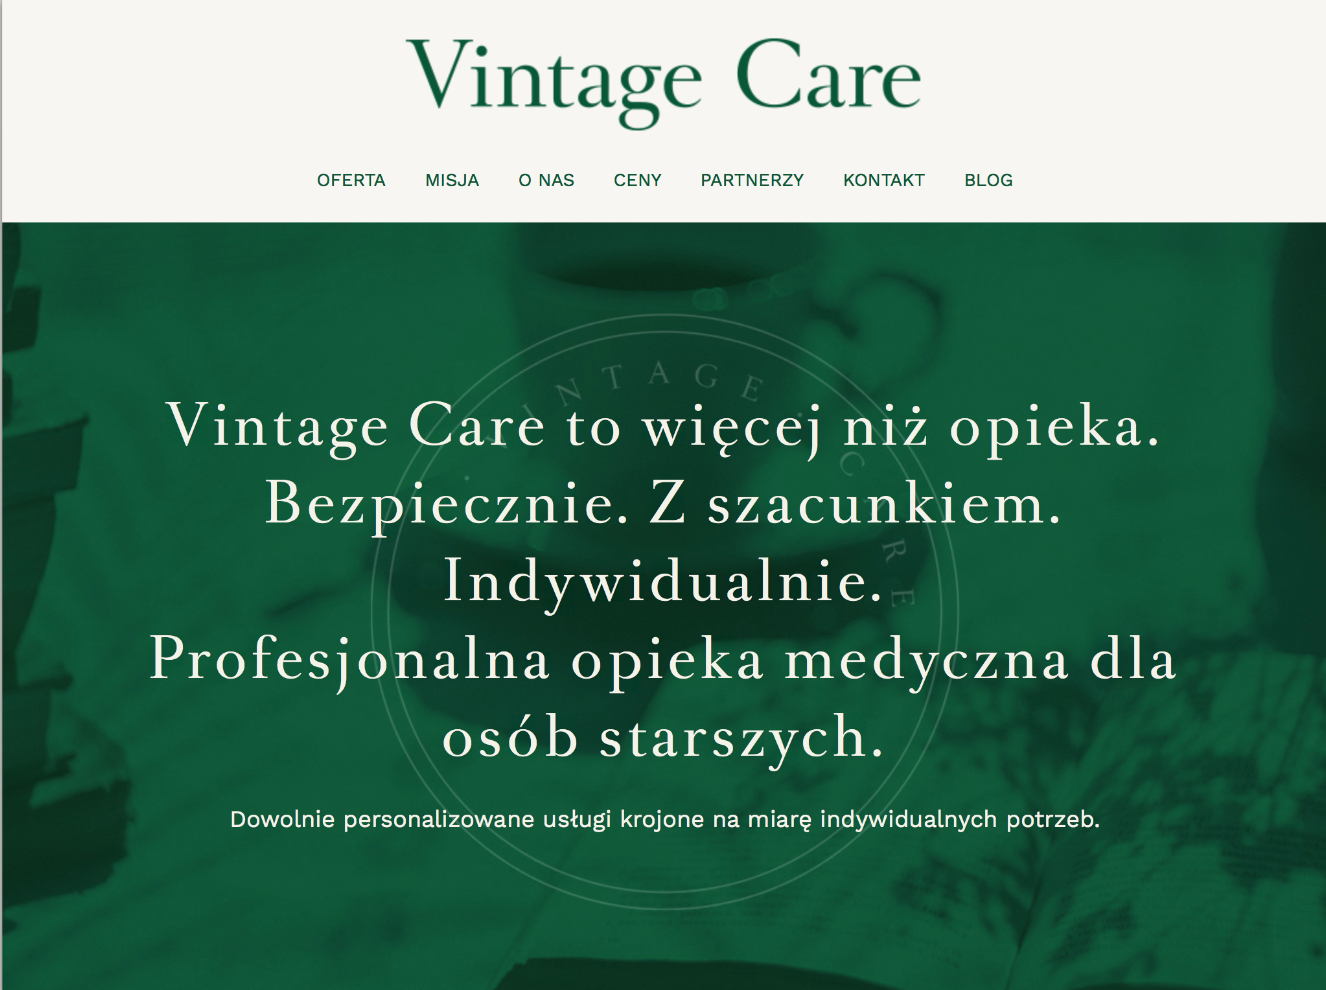 Vintage Care
OFERTA MISJA O NAS CENY PARTNERZY KONTAKT BLOG
VINTAGE · CARE
Vintage Care to więcej niż opieka.
Bezpiecznie. Z szacunkiem.
Indywidualnie.
Profesjonalna opieka medyczna dla
osób starszych.
Dowolnie personalizowane usługi krojone na miarę indywidualnych potrzeb.